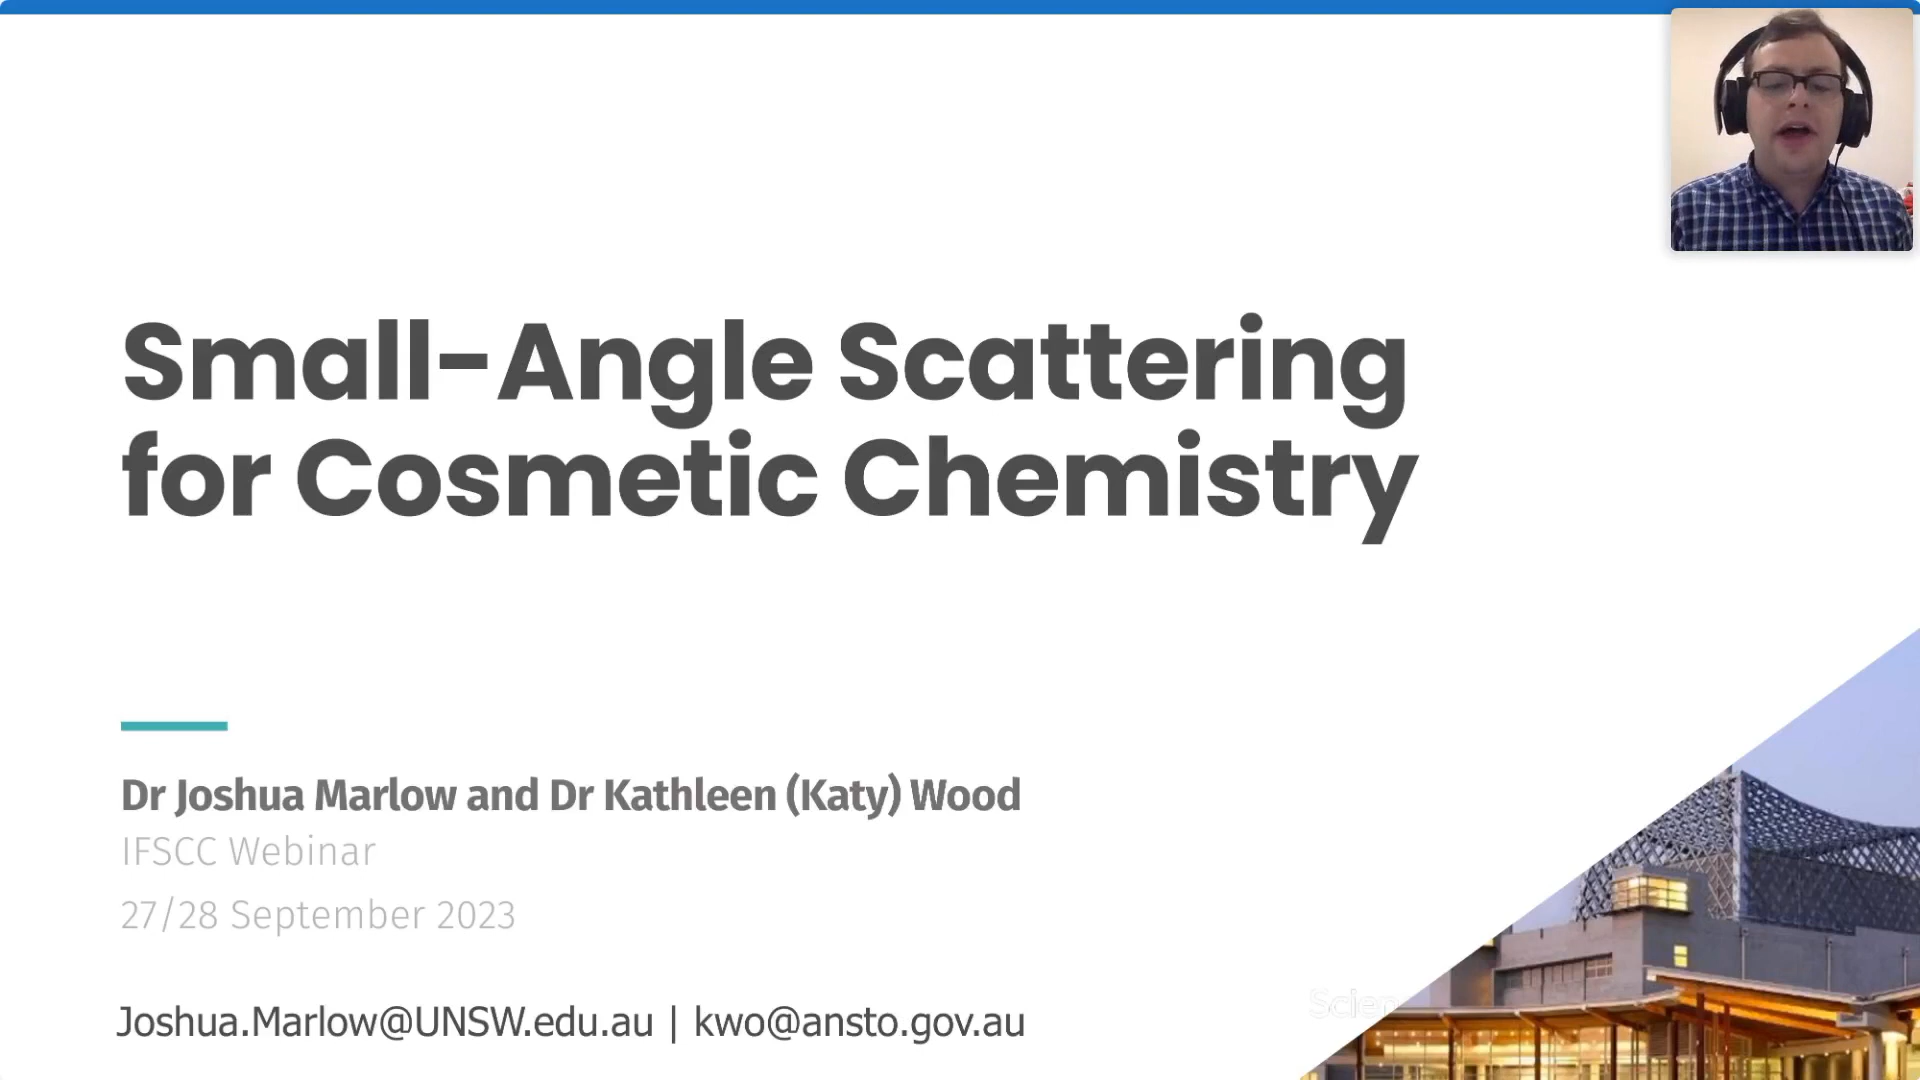 Small-Angle Scattering
for Cosmetic Chemistry
Dr Joshua Marlow and Dr Kathleen (Katy) Wood
IFSCC Webinar
27/28 September 2023
Joshua.Marlow@UNSW.edu.au | kwo@ansto.gov.au